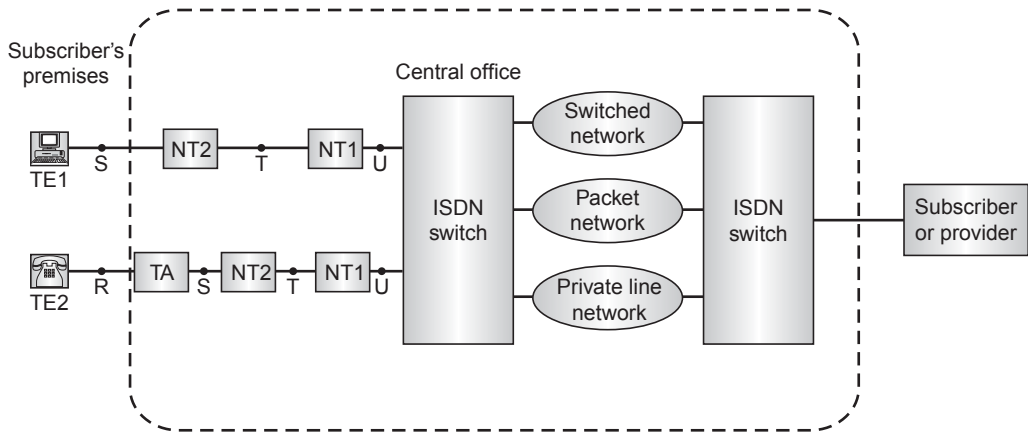 Subscriber's
premises
Central office
TE1
S
NT2
T
NT1
U
TE2
R
TA
S
NT2
T
NT1
U
ISDN
switch
Switched
network
Packet
network
Private line
network
ISDN
switch
Subscriber
or provider